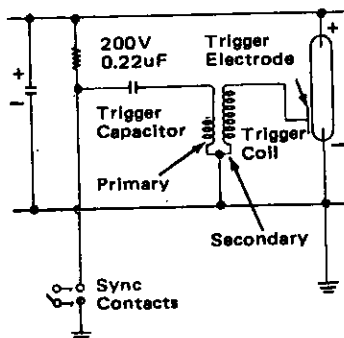 200V
0.22uF
Trigger
Electrode
+
+
−
Trigger
Capacitor
Trigger
Coil
−
Primary
Secondary
Sync
Contacts